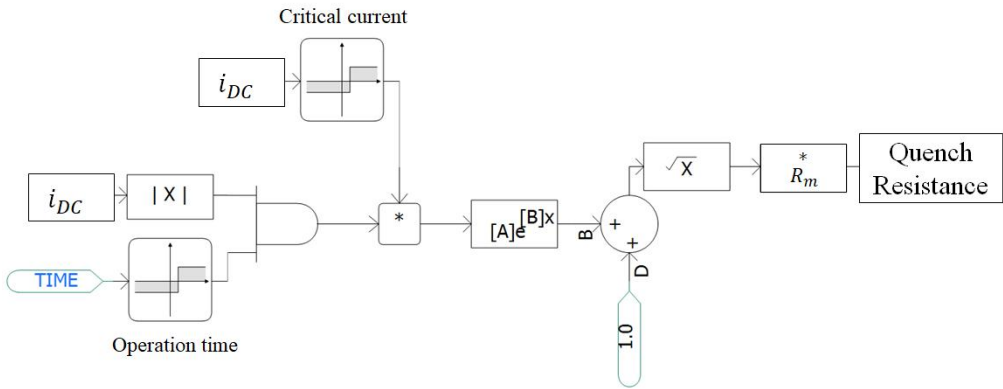 Critical current
i_DC
i_DC
| X |
TIME
Operation time
*
[A]e^[B]x
B
+
+
D
1.0
√X
*
R_m
Quench
Resistance